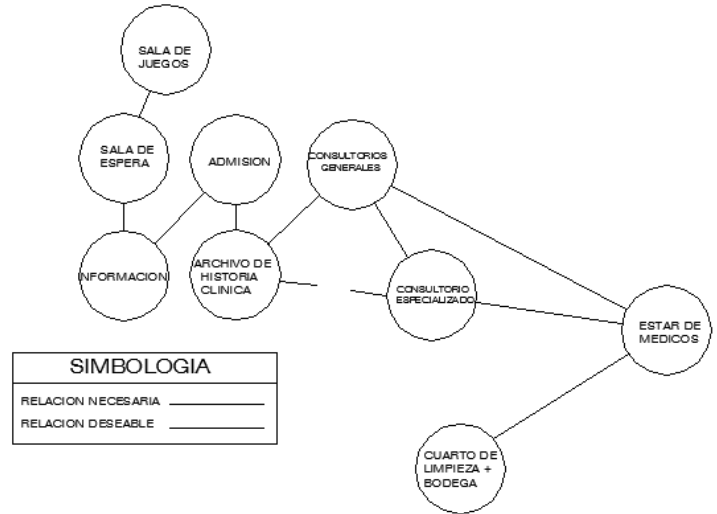 SALA DE
JUEGOS
SALA DE
ESPERA
ADMISION
CONSULTORIOS
GENERALES
NFORMACION
ARCHIVO DE
HISTORIA
CLINICA
CONSULTORIO
ESPECIALIZADO
ESTAR DE
MEDICOS
SIMBOLOGIA
RELACION NECESARIA
RELACION DESEABLE
CUARTO DE
LIMPIEZA +
BODEGA